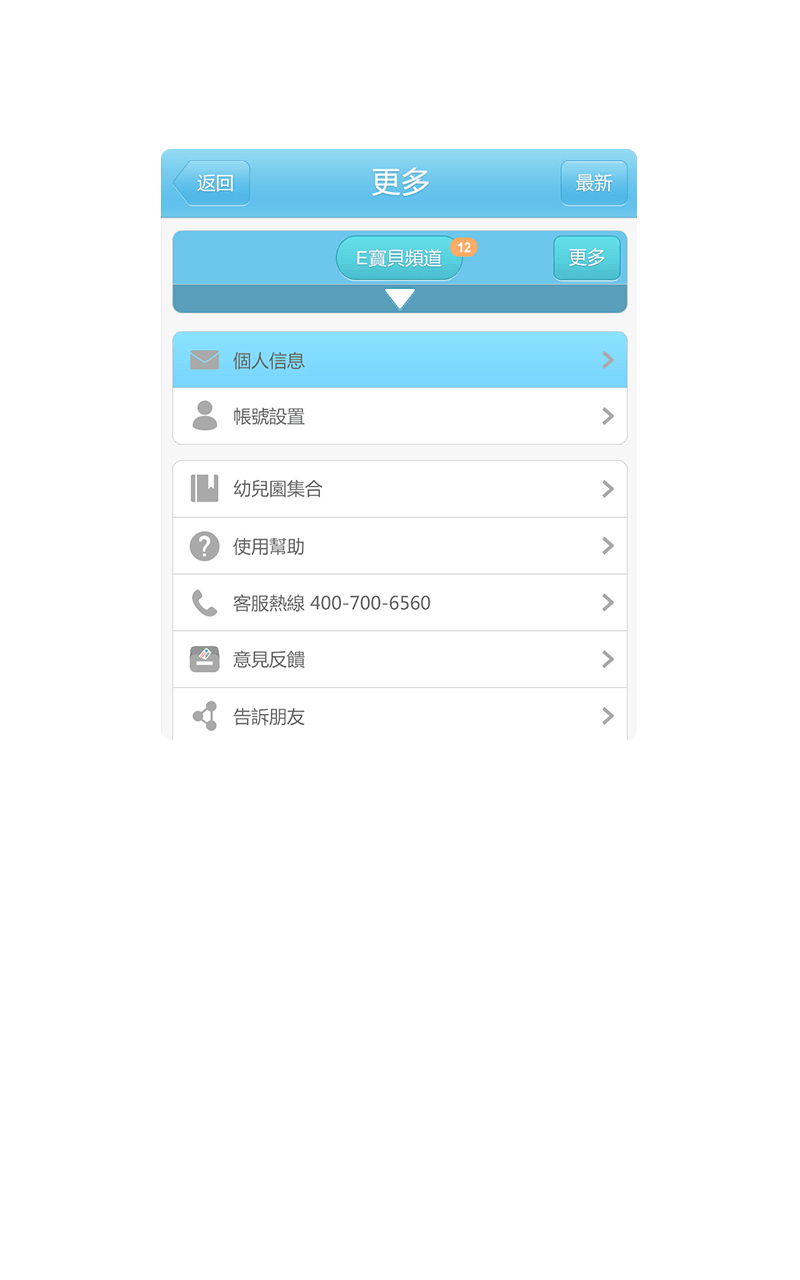 返回
更多
最新
E寶貝頻道
12
更多
個人信息
帳號設置
幼兒園集合
使用幫助
客服熱線 400-700-6560
意見反饋
告訴朋友